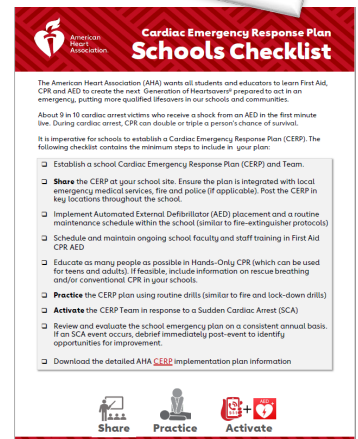 American
Heart
Association.
Cardiac Emergency Response Plan
Schools Checklist
The American Heart Association (AHA) wants all students and educators to learn First Aid,
CPR and AED to create the next Generation of Heartsavers® prepared to act in an
emergency, putting more qualified lifesavers in our schools and communities.
About 9 in 10 cardiac arrest victims who receive a shock from an AED in the first minute
live. During cardiac arrest, CPR can double or triple a person's chance of survival.
It is imperative for schools to establish a Cardiac Emergency Response Plan (CERP). The
following checklist contains the minimum steps to include in your plan:
Establish a school Cardiac Emergency Response Plan (CERP) and Team.
Share the CERP at your school site. Ensure the plan is integrated with local
emergency medical services, fire and police (if applicable). Post the CERP in
key locations throughout the school.
Implement Automated External Defibrillator (AED) placement and a routine
maintenance schedule within the school (similar to fire-extinguisher protocols)
Schedule and maintain ongoing school faculty and staff training in First Aid
CPR AED
Educate as many people as possible in Hands-Only CPR (which can be used
for teens and adults). If feasible, include information on rescue breathing
and/or conventional CPR in your schools.
Practice the CERP plan using routine drills (similar to fire and lock-down drills)
Activate the CERP Team in response to a Sudden Cardiac Arrest (SCA)
Review and evaluate the school emergency plan on a consistent annual basis.
If an SCA event occurs, debrief immediately post-event to identify
opportunities for improvement.
Download the detailed AHA CERP implementation plan information
AED
+
Share Practice Activate